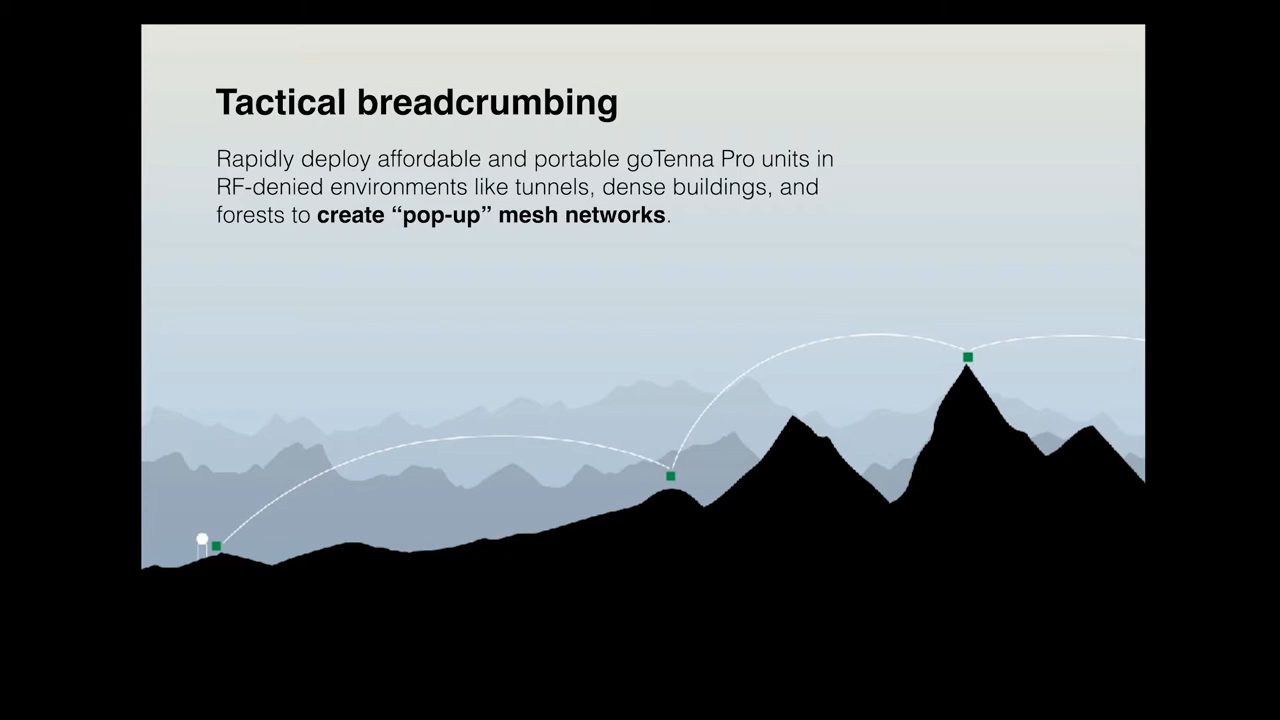 Tactical breadcrumbing
Rapidly deploy affordable and portable goTenna Pro units in
RF-denied environments like tunnels, dense buildings, and
forests to create “pop-up” mesh networks.